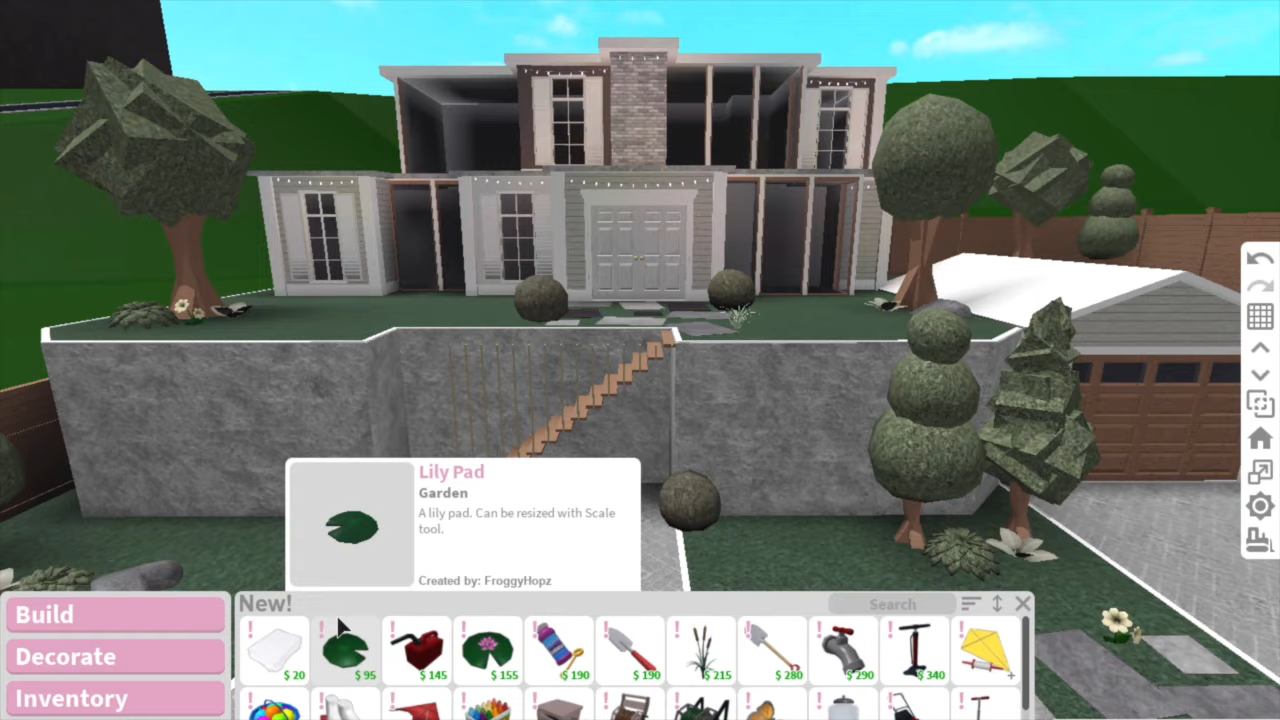 Lily Pad
Garden
A lily pad. Can be resized with Scale
tool.
Created by: FroggyHopz
Build
Decorate
Inventory
New!
Search
$ 20
$ 95
$ 145
$ 155
$ 190
$ 190
$ 215
$ 280
$ 290
$ 340